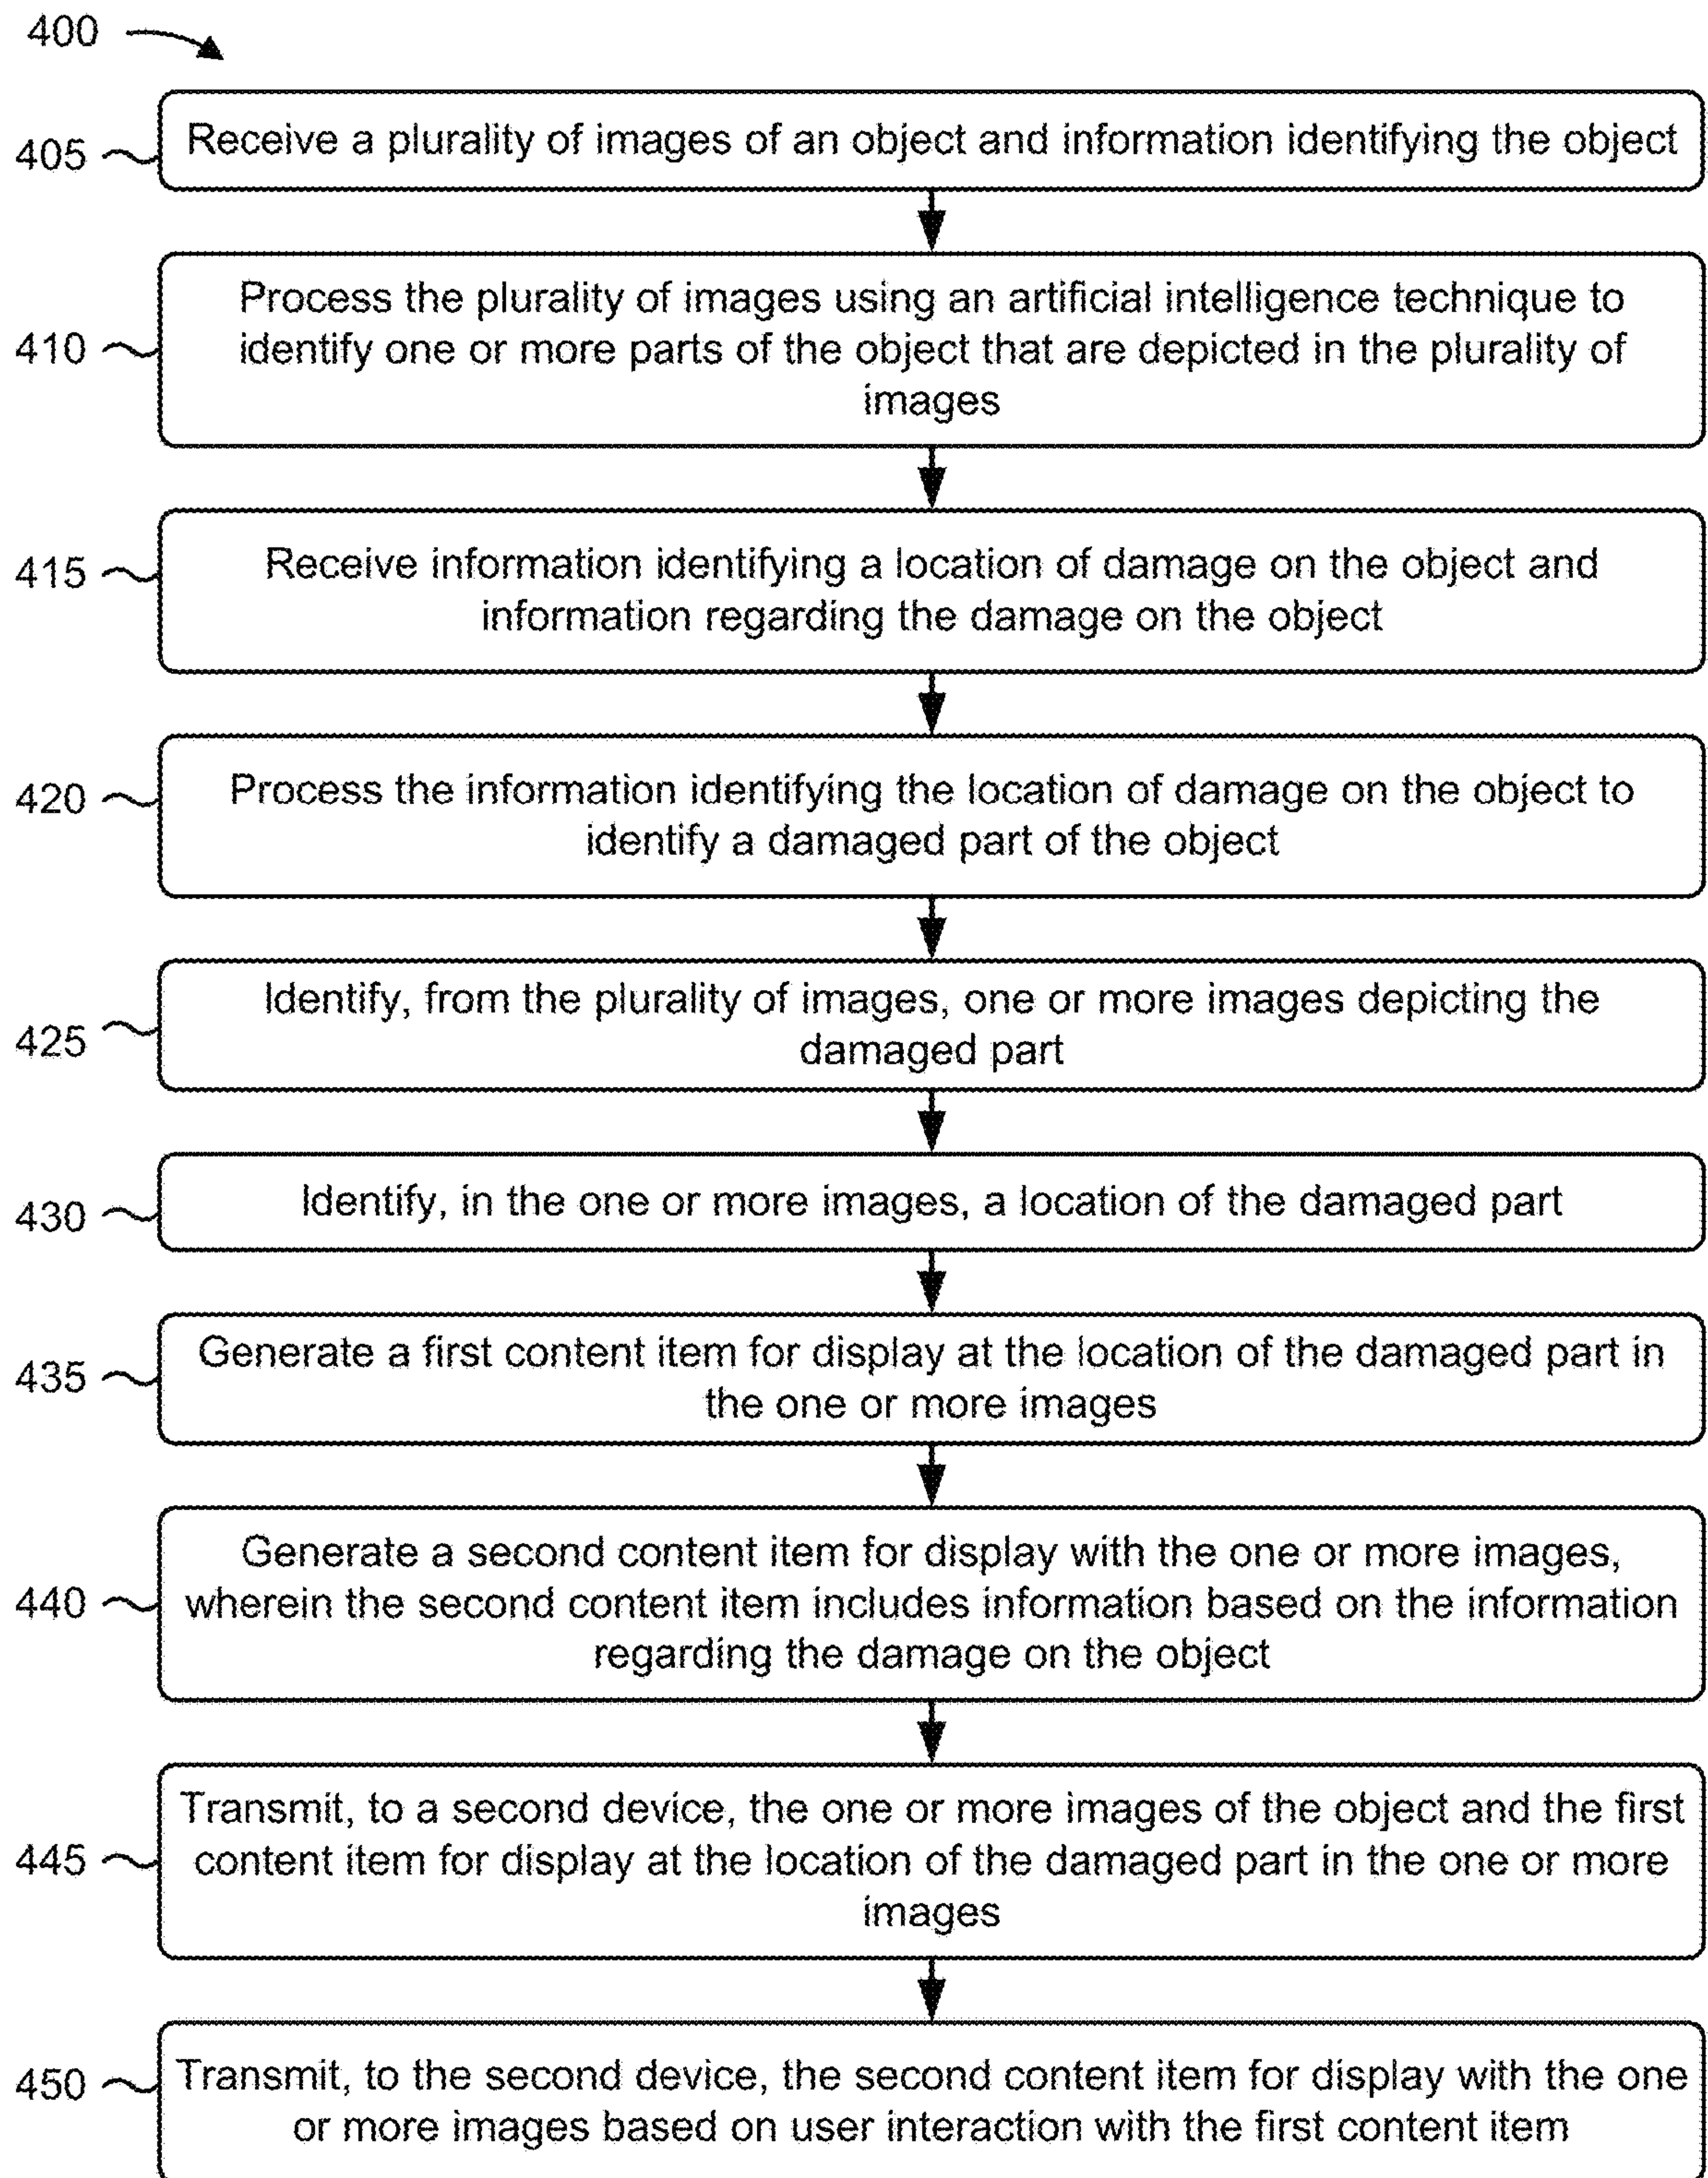 400
405
Receive a plurality of images of an object and information identifying the object
410
Process the plurality of images using an artificial intelligence technique to
identify one or more parts of the object that are depicted in the plurality of
images
415
Receive information identifying a location of damage on the object and
information regarding the damage on the object
420
Process the information identifying the location of damage on the object to
identify a damaged part of the object
425
Identify, from the plurality of images, one or more images depicting the
damaged part
430
Identify, in the one or more images, a location of the damaged part
435
Generate a first content item for display at the location of the damaged part in
the one or more images
440
Generate a second content item for display with the one or more images,
wherein the second content item includes information based on the information
regarding the damage on the object
445
Transmit, to a second device, the one or more images of the object and the first
content item for display at the location of the damaged part in the one or more
images
450
Transmit, to the second device, the second content item for display with the one
or more images based on user interaction with the first content item